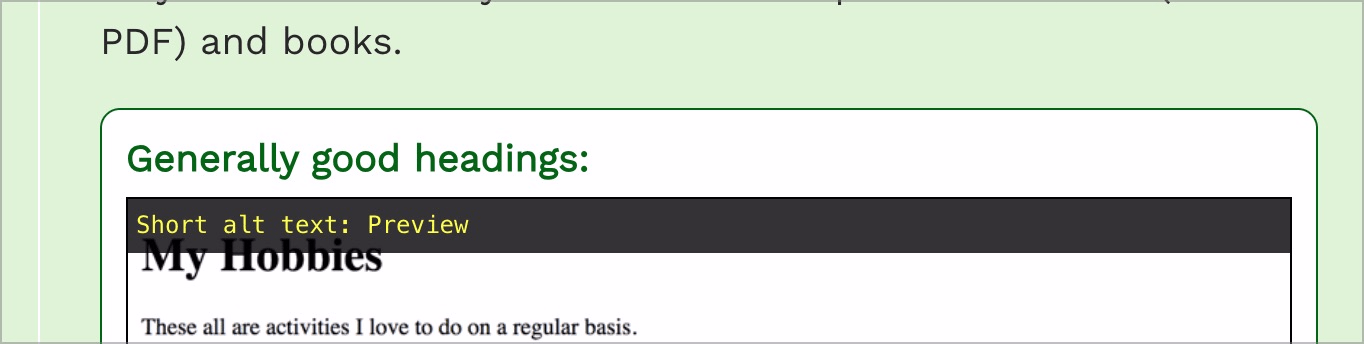 PDF) and books.
Generally good headings:
Short alt text: Preview
My Hobbies
These all are activities I love to do on a regular basis.